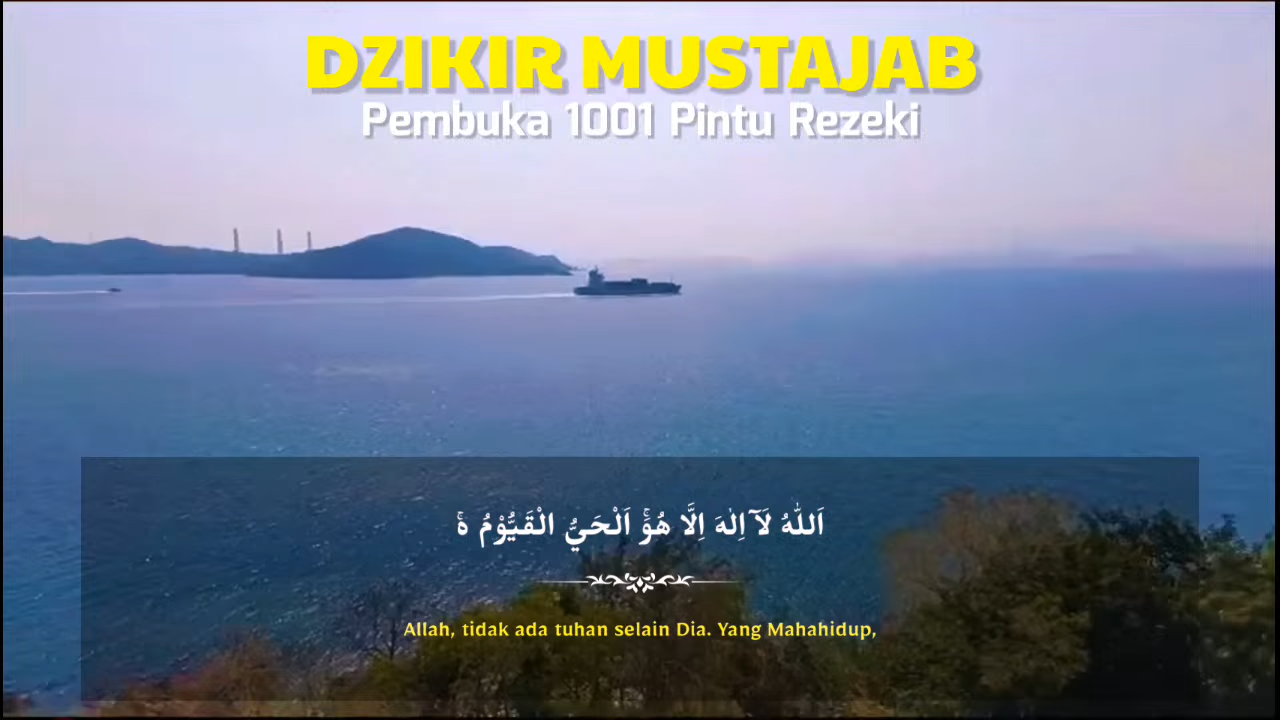 DZIKIR MUSTAJAB
Pembuka 1001 Pintu Rezeki
اَللّٰهُ لَآ اِلٰهَ اِلَّا هُوَۚ اَلْحَيُّ الْقَيُّوْمُ ەۚ
Allah, tidak ada tuhan selain Dia. Yang Mahahidup,